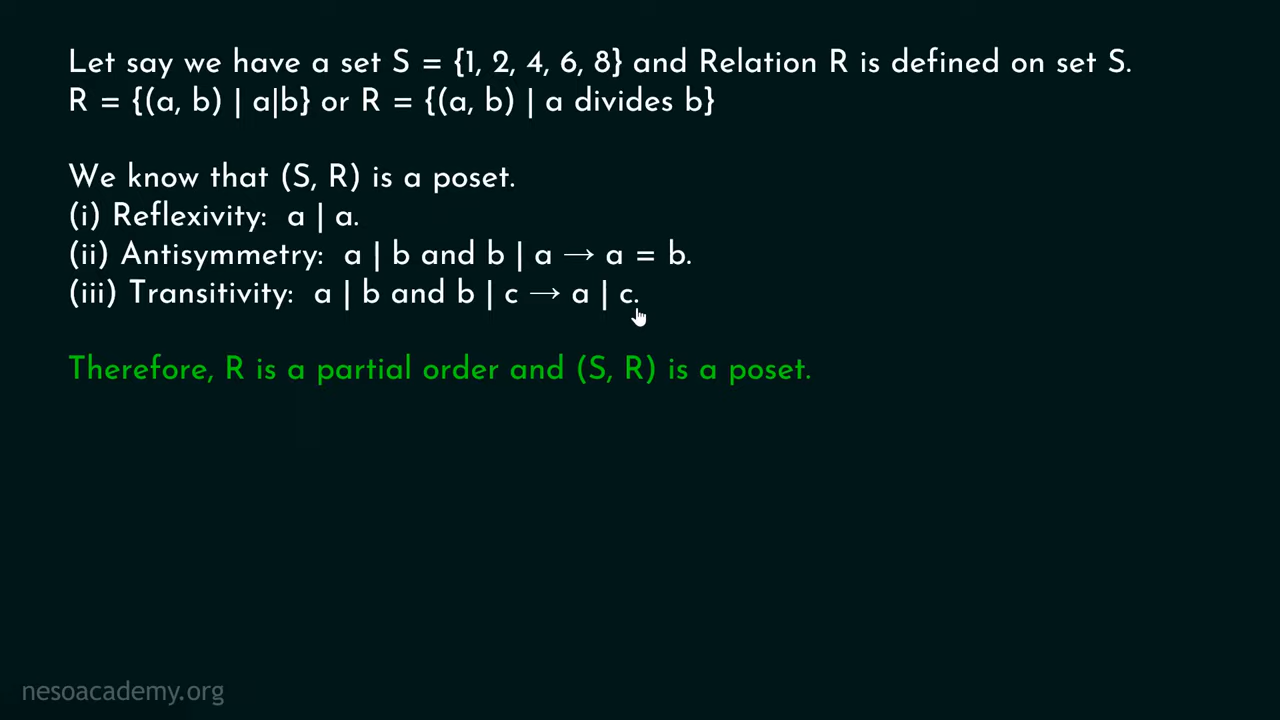 Let say we have a set S = {1, 2, 4, 6, 8} and Relation R is defined on set S.
R = {(a, b) | a|b} or R = {(a, b) | a divides b}
We know that (S, R) is a poset.
(i) Reflexivity: a | a.
(ii) Antisymmetry: a | b and b | a → a = b.
(iii) Transitivity: a | b and b | c → a | c.
Therefore, R is a partial order and (S, R) is a poset.
nesoacademy.org